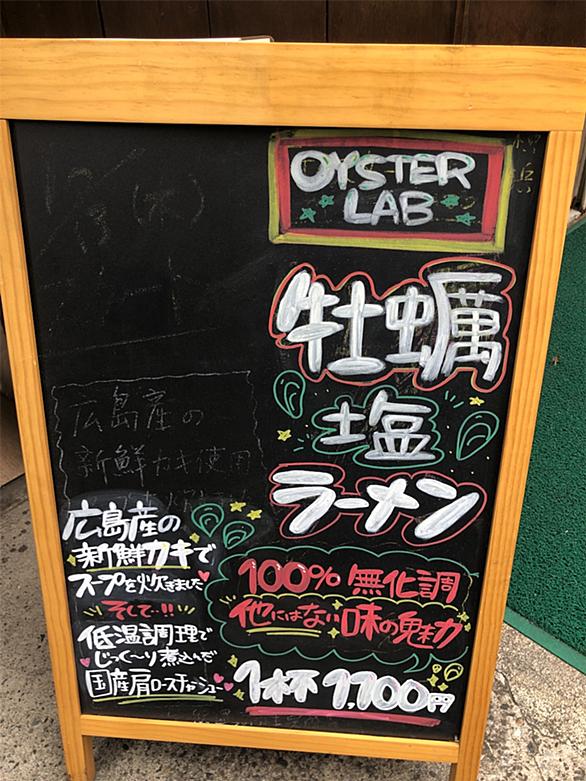 OYSTER
LAB
牡蠣
塩
ラーメン
100% 無化調
他にはない味の魅力
1杯 1,100円
広島産の
新鮮カキ使用
広島産の
新鮮カキで
スープを炊きました
そして・!!
低温調理で
じっく〜り煮込んだ
国産肩ロースチャーシュー